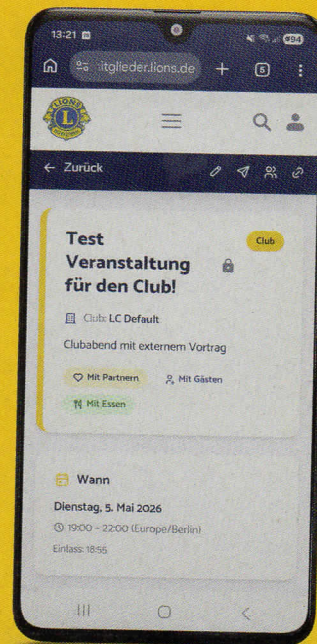 13:21
94
itglieder.lions.de
5
LIONS
L
Zurück
Test
Veranstaltung
für den Club!
Club
Club: LC Default
Clubabend mit externem Vortrag
Mit Partnern
Mit Gästen
Mit Essen
Wann
Dienstag, 5. Mai 2026
19:00 – 22:00 (Europe/Berlin)
Einlass: 18:55